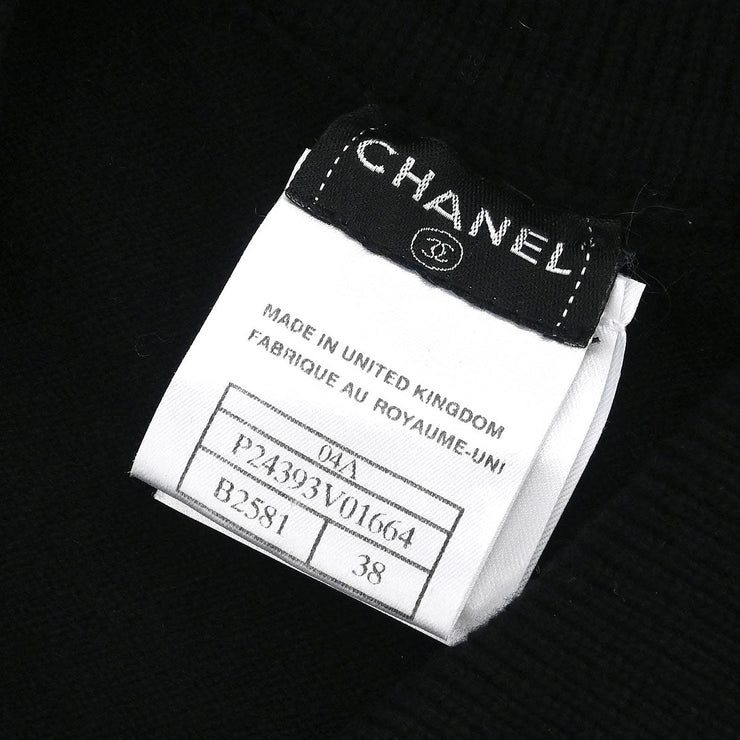 CHANEL
MADE IN UNITED KINGDOM
FABRIQUE AU ROYAUME-UNI
04A
P24393V01664
B2581 38